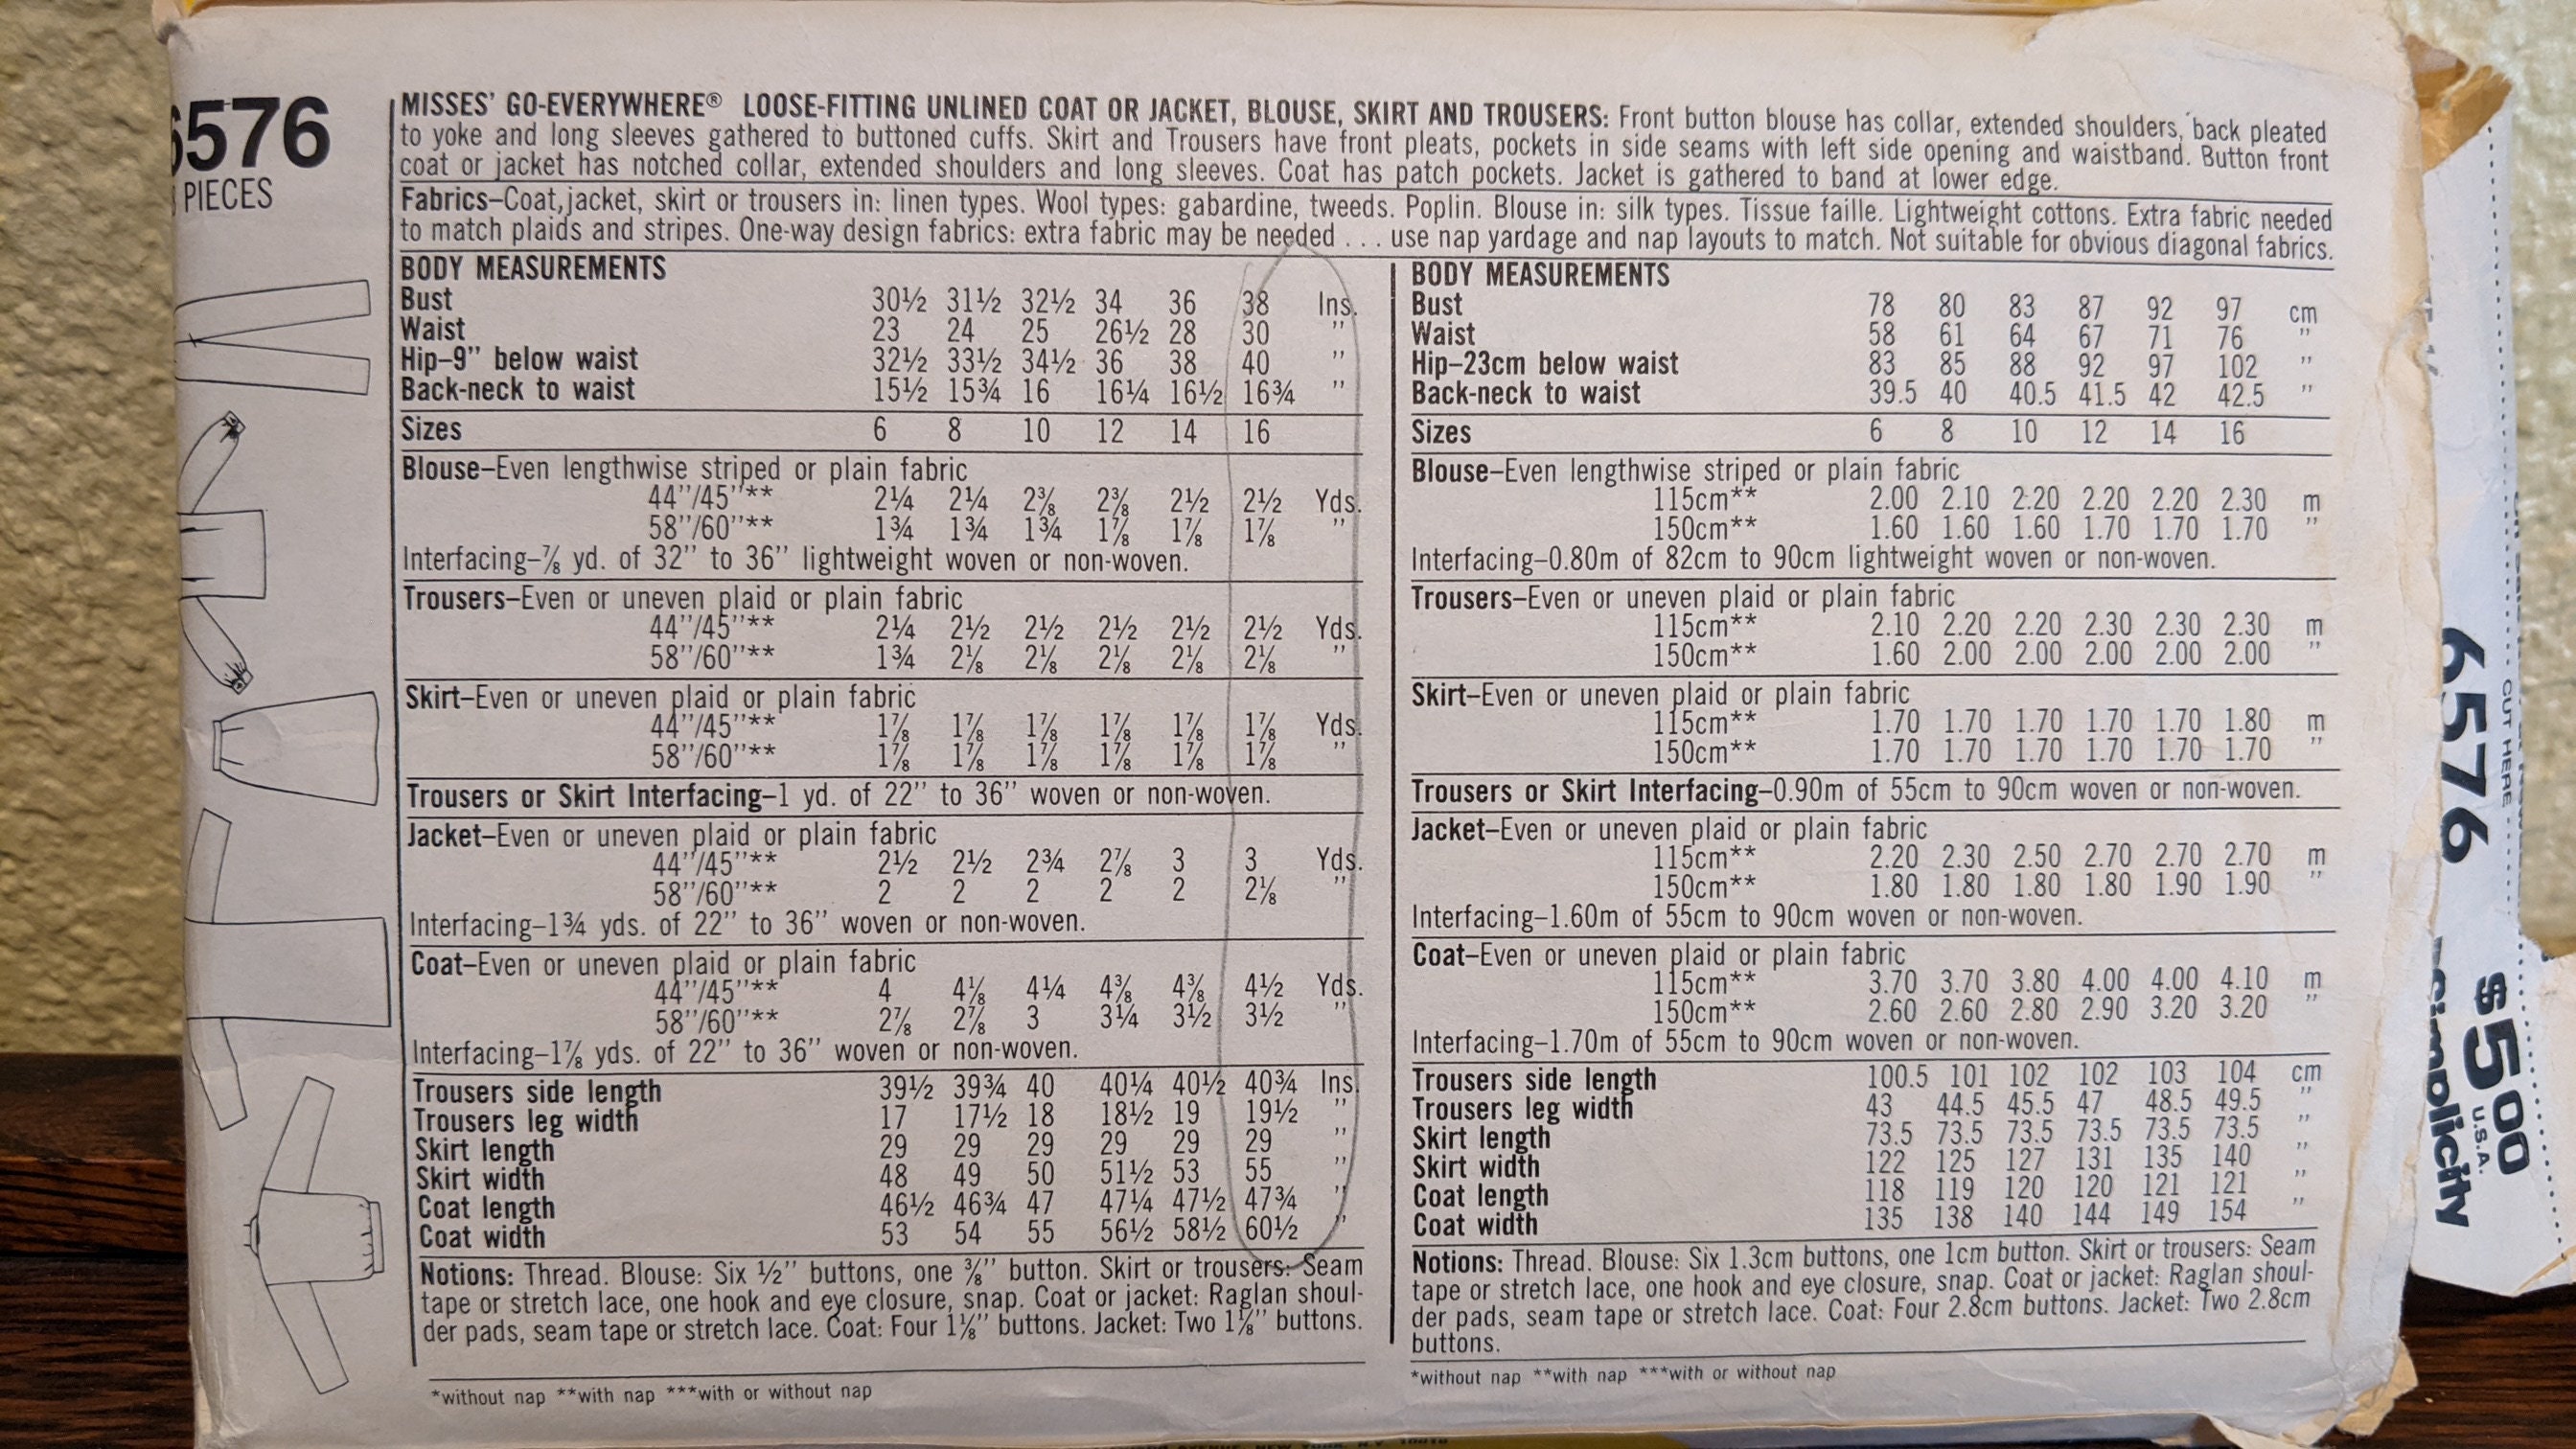 6576
PIECES
MISSES' GO-EVERYWHERE® LOOSE-FITTING UNLINED COAT OR JACKET, BLOUSE, SKIRT AND TROUSERS: Front button blouse has collar, extended shoulders, back pleated
to yoke and long sleeves gathered to buttoned cuffs. Skirt and Trousers have front pleats, pockets in side seams with left side opening and waistband. Button front
coat or jacket has notched collar, extended shoulders and long sleeves. Coat has patch pockets. Jacket is gathered to band at lower edge.
Fabrics–Coat, jacket, skirt or trousers in: linen types. Wool types: gabardine, tweeds. Poplin. Blouse in: silk types. Tissue faille. Lightweight cottons. Extra fabric needed
to match plaids and stripes. One-way design fabrics: extra fabric may be needed . . . use nap yardage and nap layouts to match. Not suitable for obvious diagonal fabrics.
BODY MEASUREMENTS
Bust 30½ 31½ 32½ 34 36 38 Ins.
Waist 23 24 25 26½ 28 30 ''
Hip–9'' below waist 32½ 33½ 34½ 36 38 40 ''
Back-neck to waist 15½ 15¾ 16 16¼ 16½ 16¾ ''
Sizes 6 8 10 12 14 16
Blouse–Even lengthwise striped or plain fabric
44''/45''** 2¼ 2¼ 2⅜ 2⅜ 2½ 2½ Yds.
58''/60''** 1¾ 1¾ 1¾ 1⅞ 1⅞ 1⅞ ''
Interfacing–⅞ yd. of 32'' to 36'' lightweight woven or non-woven.
Trousers–Even or uneven plaid or plain fabric
44''/45''** 2¼ 2½ 2½ 2½ 2½ 2½ Yds.
58''/60''** 1¾ 2⅛ 2⅛ 2⅛ 2⅛ 2⅛ ''
Skirt–Even or uneven plaid or plain fabric
44''/45''** 1⅞ 1⅞ 1⅞ 1⅞ 1⅞ 1⅞ Yds.
58''/60''** 1⅞ 1⅞ 1⅞ 1⅞ 1⅞ 1⅞ ''
Trousers or Skirt Interfacing–1 yd. of 22'' to 36'' woven or non-woven.
Jacket–Even or uneven plaid or plain fabric
44''/45''** 2½ 2½ 2¾ 2⅞ 3 3 Yds.
58''/60''** 2 2 2 2 2 2⅛ ''
Interfacing–1¾ yds. of 22'' to 36'' woven or non-woven.
Coat–Even or uneven plaid or plain fabric
44''/45''** 4 4⅛ 4¼ 4⅜ 4⅜ 4½ Yds.
58''/60''** 2⅞ 2⅞ 3 3¼ 3½ 3½ ''
Interfacing–1⅞ yds. of 22'' to 36'' woven or non-woven.
Trousers side length 39½ 39¾ 40 40¼ 40½ 40¾ Ins.
Trousers leg width 17 17½ 18 18½ 19 19½ ''
Skirt length 29 29 29 29 29 29 ''
Skirt width 48 49 50 51½ 53 55 ''
Coat length 46½ 46¾ 47 47¼ 47½ 47¾ ''
Coat width 53 54 55 56½ 58½ 60½ ''
Notions: Thread. Blouse: Six ½'' buttons, one ⅜'' button. Skirt or trousers: Seam
tape or stretch lace, one hook and eye closure, snap. Coat or jacket: Raglan shoul-
der pads, seam tape or stretch lace. Coat: Four 1⅛'' buttons. Jacket: Two 1⅛'' buttons.
*without nap **with nap ***with or without nap
BODY MEASUREMENTS
Bust 78 80 83 87 92 97 cm
Waist 58 61 64 67 71 76 ''
Hip–23cm below waist 83 85 88 92 97 102 ''
Back-neck to waist 39.5 40 40.5 41.5 42 42.5 ''
Sizes 6 8 10 12 14 16
Blouse–Even lengthwise striped or plain fabric
115cm** 2.00 2.10 2.20 2.20 2.20 2.30 m
150cm** 1.60 1.60 1.60 1.70 1.70 1.70 ''
Interfacing–0.80m of 82cm to 90cm lightweight woven or non-woven.
Trousers–Even or uneven plaid or plain fabric
115cm** 2.10 2.20 2.20 2.30 2.30 2.30 m
150cm** 1.60 2.00 2.00 2.00 2.00 2.00 ''
Skirt–Even or uneven plaid or plain fabric
115cm** 1.70 1.70 1.70 1.70 1.70 1.80 m
150cm** 1.70 1.70 1.70 1.70 1.70 1.70 ''
Trousers or Skirt Interfacing–0.90m of 55cm to 90cm woven or non-woven.
Jacket–Even or uneven plaid or plain fabric
115cm** 2.20 2.30 2.50 2.70 2.70 2.70 m
150cm** 1.80 1.80 1.80 1.80 1.90 1.90 ''
Interfacing–1.60m of 55cm to 90cm woven or non-woven.
Coat–Even or uneven plaid or plain fabric
115cm** 3.70 3.70 3.80 4.00 4.00 4.10 m
150cm** 2.60 2.60 2.80 2.90 3.20 3.20 ''
Interfacing–1.70m of 55cm to 90cm woven or non-woven.
Trousers side length 100.5 101 102 102 103 104 cm
Trousers leg width 43 44.5 45.5 47 48.5 49.5 ''
Skirt length 73.5 73.5 73.5 73.5 73.5 73.5 ''
Skirt width 122 125 127 131 135 140 ''
Coat length 118 119 120 120 121 121 ''
Coat width 135 138 140 144 149 154 ''
Notions: Thread. Blouse: Six 1.3cm buttons, one 1cm button. Skirt or trousers: Seam
tape or stretch lace, one hook and eye closure, snap. Coat or jacket: Raglan shoul-
der pads, seam tape or stretch lace. Coat: Four 2.8cm buttons. Jacket: Two 2.8cm
buttons.
*without nap **with nap ***with or without nap
CUT HERE
6576
$5.00
U.S.A.
Simplicity